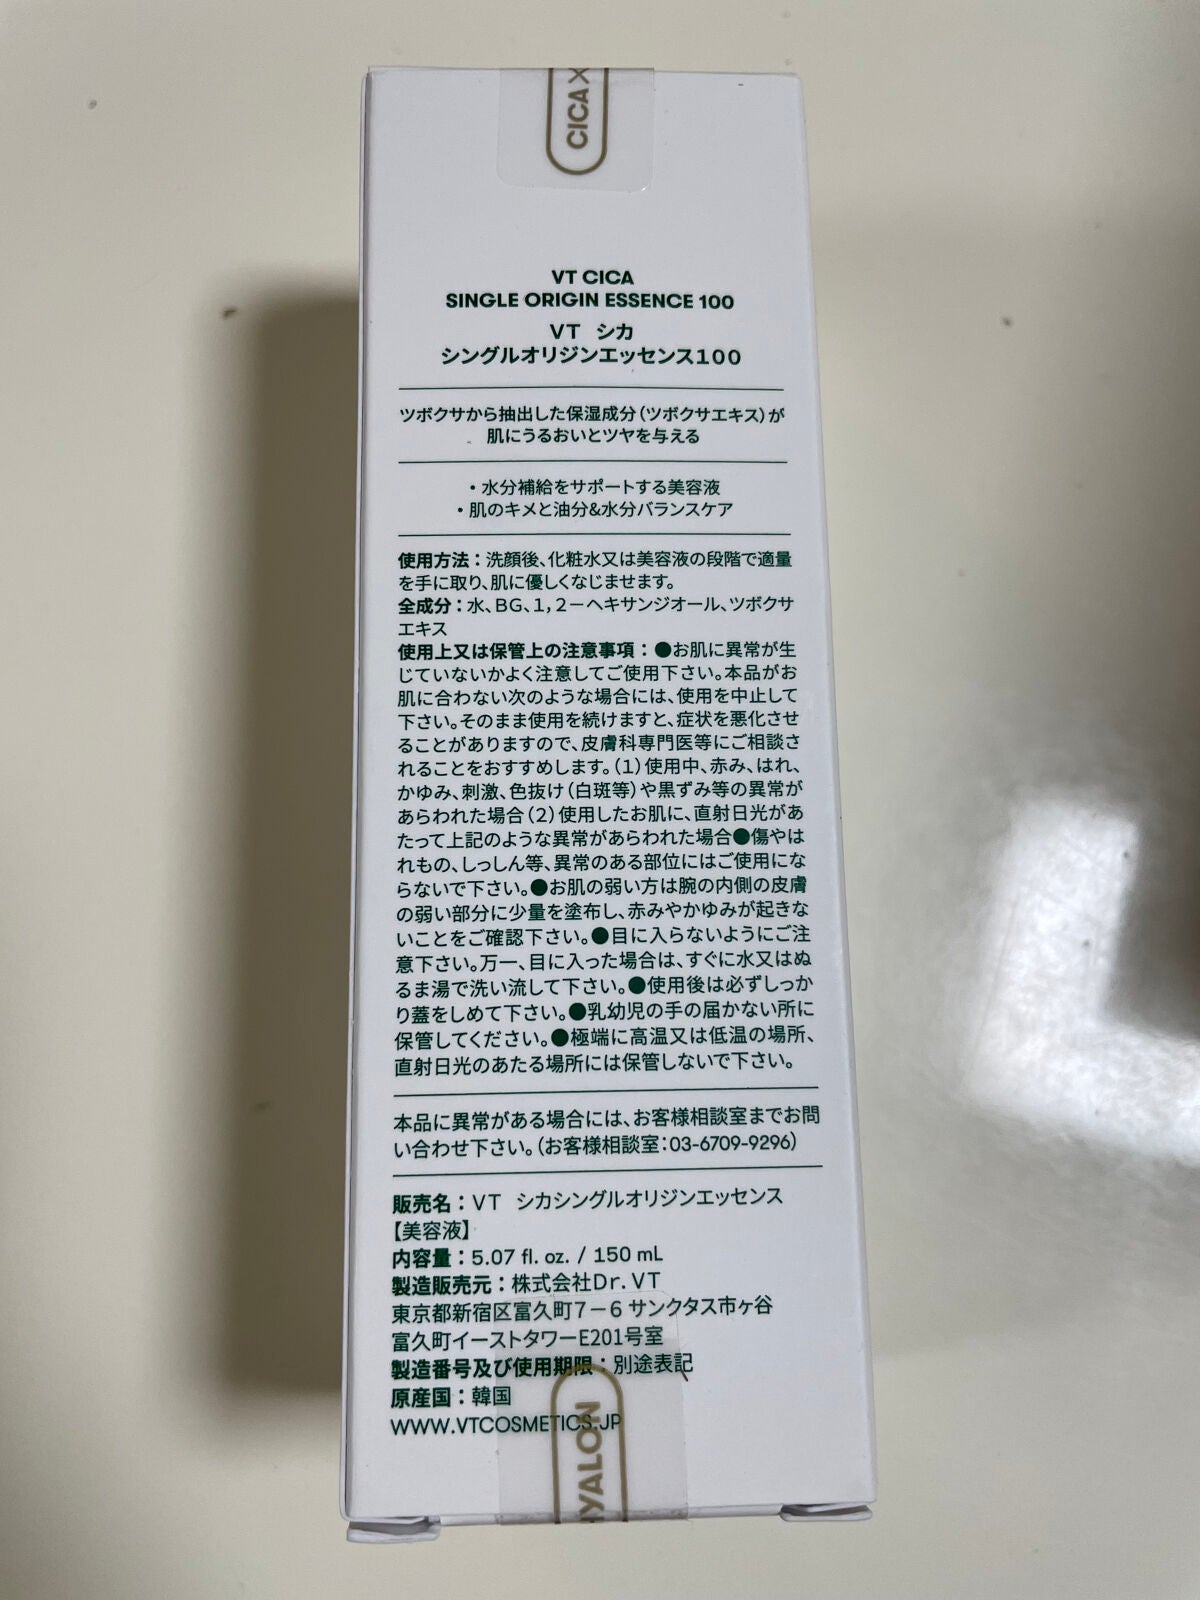 CICA ×
VT CICA
SINGLE ORIGIN ESSENCE 100
VT シカ
シングルオリジンエッセンス100
ツボクサから抽出した保湿成分(ツボクサエキス)が
肌にうるおいとツヤを与える
・水分補給をサポートする美容液
・肌のキメと油分&水分バランスケア
使用方法：洗顔後、化粧水又は美容液の段階で適量
を手に取り、肌に優しくなじませます。
全成分：水、BG、1,2－ヘキサンジオール、ツボクサ
エキス
使用上又は保管上の注意事項：●お肌に異常が生
じていないかよく注意してご使用下さい。本品がお
肌に合わない次のような場合には、使用を中止して
下さい。そのまま使用を続けますと、症状を悪化させ
ることがありますので、皮膚科専門医等にご相談さ
れることをおすすめします。(1)使用中、赤み、はれ、
かゆみ、刺激、色抜け(白斑等)や黒ずみ等の異常が
あらわれた場合(2)使用したお肌に、直射日光があ
たって上記のような異常があらわれた場合●傷やは
れもの、しっしん等、異常のある部位にはご使用にな
らないで下さい。●お肌の弱い方は腕の内側の皮膚
の弱い部分に少量を塗布し、赤みやかゆみが起きな
いことをご確認下さい。●目に入らないようにご注
意下さい。万一、目に入った場合は、すぐに水又はぬ
るま湯で洗い流して下さい。●使用後は必ずしっか
り蓋をしめて下さい。●乳幼児の手の届かない所に
保管してください。●極端に高温又は低温の場所、
直射日光のあたる場所には保管しないで下さい。
本品に異常がある場合には、お客様相談室までお問
い合わせ下さい。(お客様相談室：03-6709-9296)
販売名：VT シカシングルオリジンエッセンス
【美容液】
内容量：5.07 fl. oz. / 150 mL
製造販売元：株式会社Dr.VT
東京都新宿区富久町7－6 サンクタス市ヶ谷
富久町イーストタワーE201号室
製造番号及び使用期限：別途表記
原産国：韓国
WWW.VTCOSMETICS.JP
HYALON